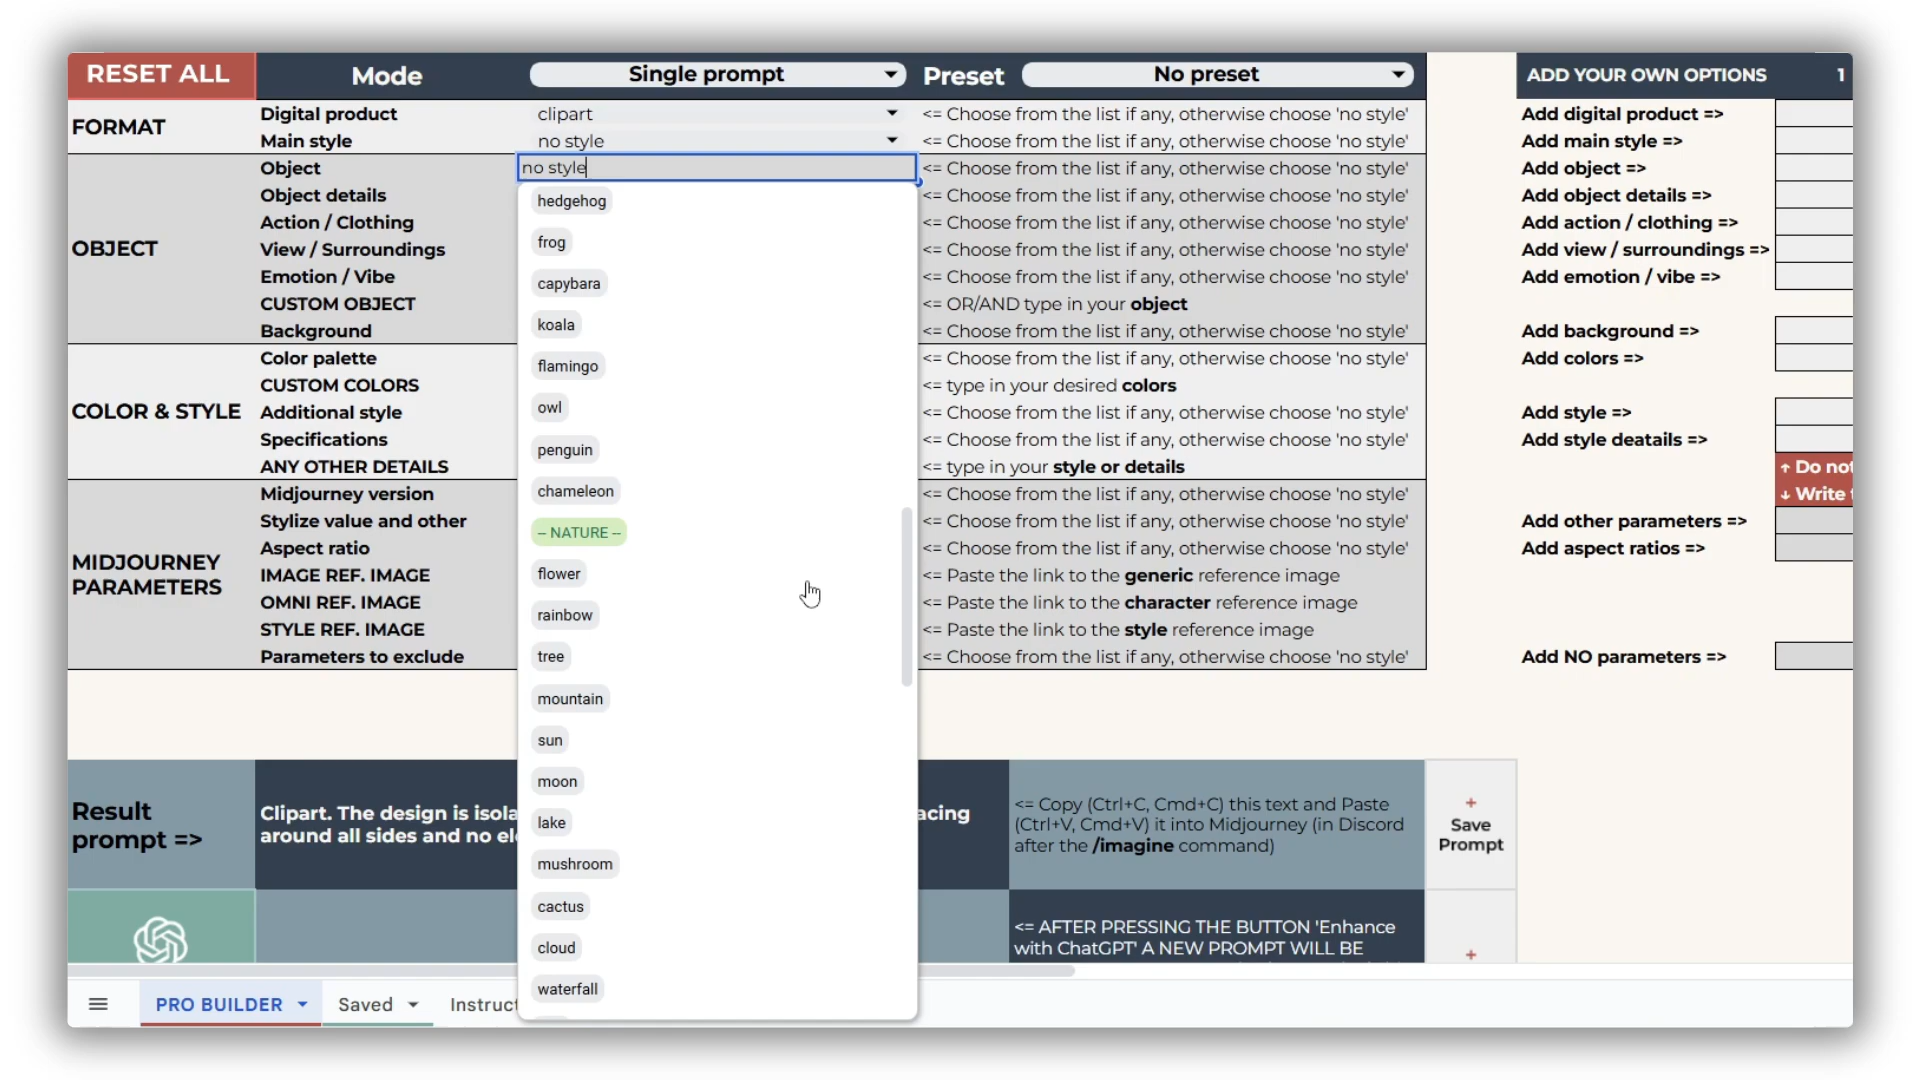 RESET ALL
Mode
Single prompt
Preset
No preset
ADD YOUR OWN OPTIONS
1
FORMAT
Digital product
clipart
<= Choose from the list if any, otherwise choose 'no style'
Add digital product =>
Main style
no style
<= Choose from the list if any, otherwise choose 'no style'
Add main style =>
OBJECT
Object
no style
<= Choose from the list if any, otherwise choose 'no style'
Add object =>
Object details
<= Choose from the list if any, otherwise choose 'no style'
Add object details =>
Action / Clothing
<= Choose from the list if any, otherwise choose 'no style'
Add action / clothing =>
View / Surroundings
<= Choose from the list if any, otherwise choose 'no style'
Add view / surroundings =>
Emotion / Vibe
<= Choose from the list if any, otherwise choose 'no style'
Add emotion / vibe =>
CUSTOM OBJECT
<= OR/AND type in your object
Background
<= Choose from the list if any, otherwise choose 'no style'
Add background =>
COLOR & STYLE
Color palette
<= Choose from the list if any, otherwise choose 'no style'
Add colors =>
CUSTOM COLORS
<= type in your desired colors
Additional style
<= Choose from the list if any, otherwise choose 'no style'
Add style =>
Specifications
<= Choose from the list if any, otherwise choose 'no style'
Add style deatails =>
ANY OTHER DETAILS
<= type in your style or details
↑ Do not
MIDJOURNEY
PARAMETERS
Midjourney version
<= Choose from the list if any, otherwise choose 'no style'
↓ Write
Stylize value and other
<= Choose from the list if any, otherwise choose 'no style'
Add other parameters =>
Aspect ratio
<= Choose from the list if any, otherwise choose 'no style'
Add aspect ratios =>
IMAGE REF. IMAGE
<= Paste the link to the generic reference image
OMNI REF. IMAGE
<= Paste the link to the character reference image
STYLE REF. IMAGE
<= Paste the link to the style reference image
Parameters to exclude
<= Choose from the list if any, otherwise choose 'no style'
Add NO parameters =>
hedgehog
frog
capybara
koala
flamingo
owl
penguin
chameleon
– NATURE –
flower
rainbow
tree
mountain
sun
moon
lake
mushroom
cactus
cloud
waterfall
Result
prompt =>
Clipart. The design is isola
around all sides and no el
acing
<= Copy (Ctrl+C, Cmd+C) this text and Paste
(Ctrl+V, Cmd+V) it into Midjourney (in Discord
after the /imagine command)
+
Save
Prompt
<= AFTER PRESSING THE BUTTON 'Enhance
with ChatGPT' A NEW PROMPT WILL BE
+
PRO BUILDER
Saved
Instruct